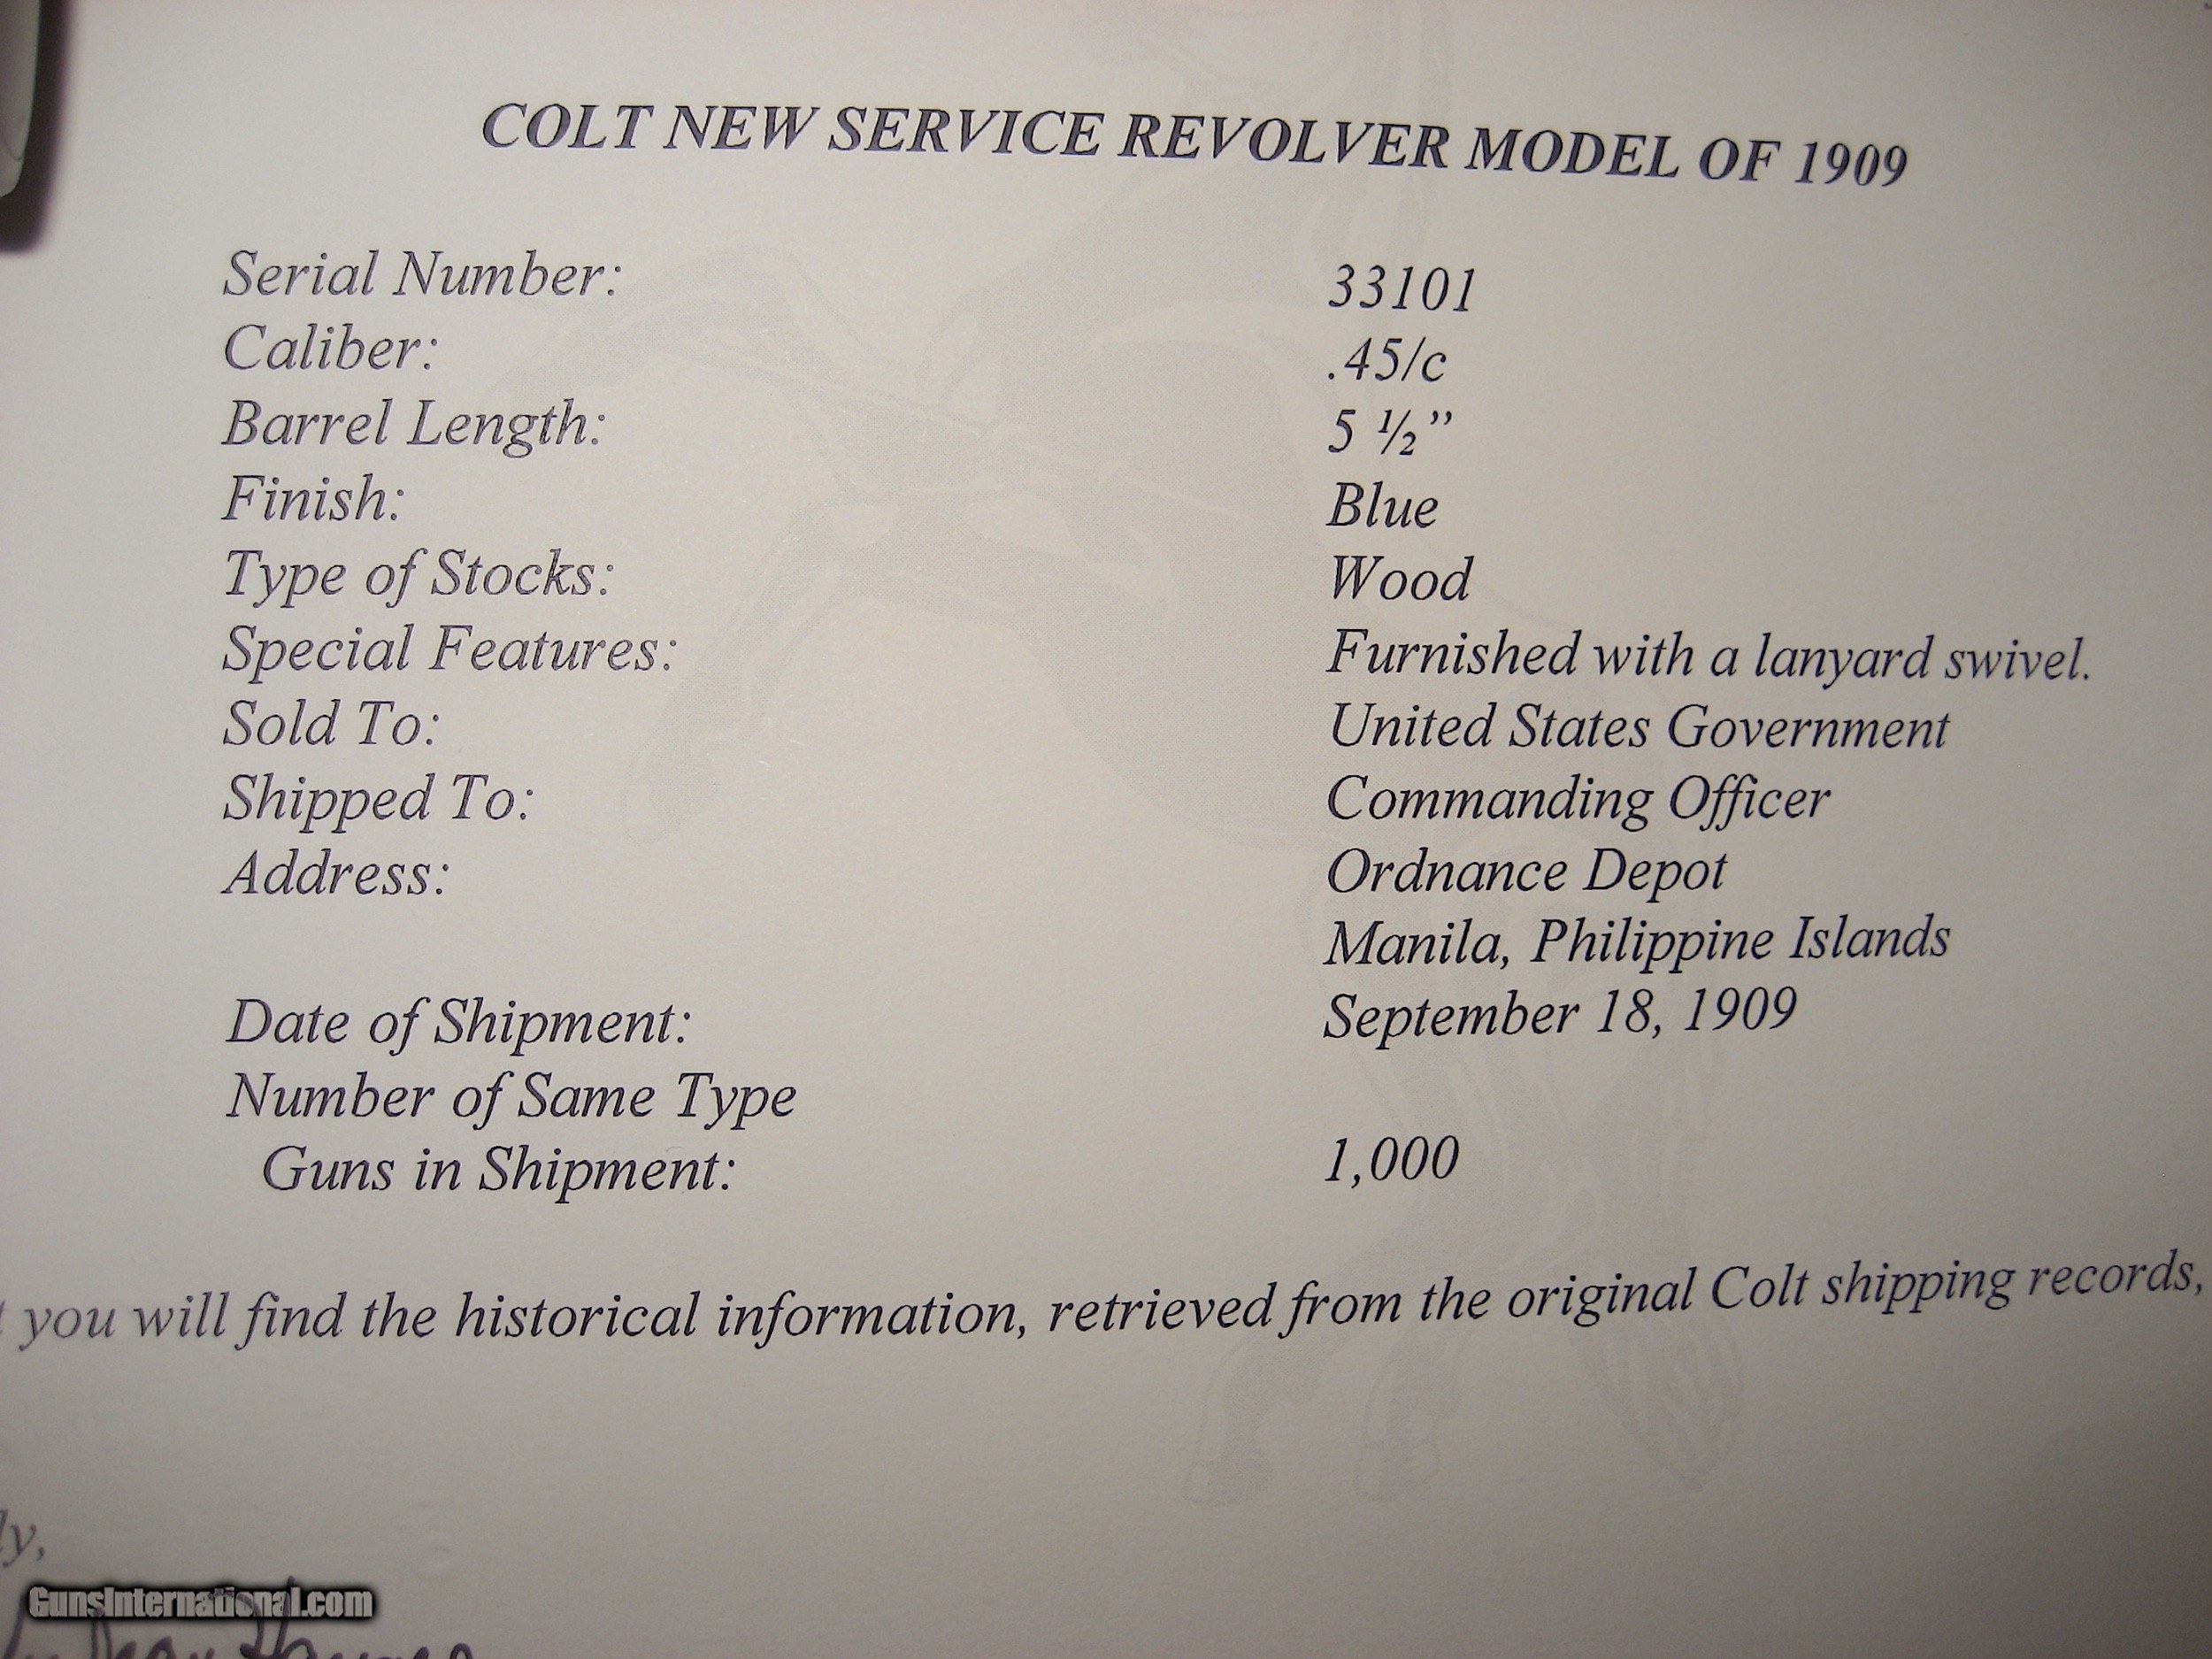 COLT NEW SERVICE REVOLVER MODEL OF 1909
Serial Number: 33101
Caliber: .45/c
Barrel Length: 5 ½”
Finish: Blue
Type of Stocks: Wood
Special Features: Furnished with a lanyard swivel.
Sold To: United States Government
Shipped To: Commanding Officer
Address: Ordnance Depot
Manila, Philippine Islands
Date of Shipment: September 18, 1909
Number of Same Type
Guns in Shipment: 1,000
you will find the historical information, retrieved from the original Colt shipping records,
ly,
GunsInternational.com